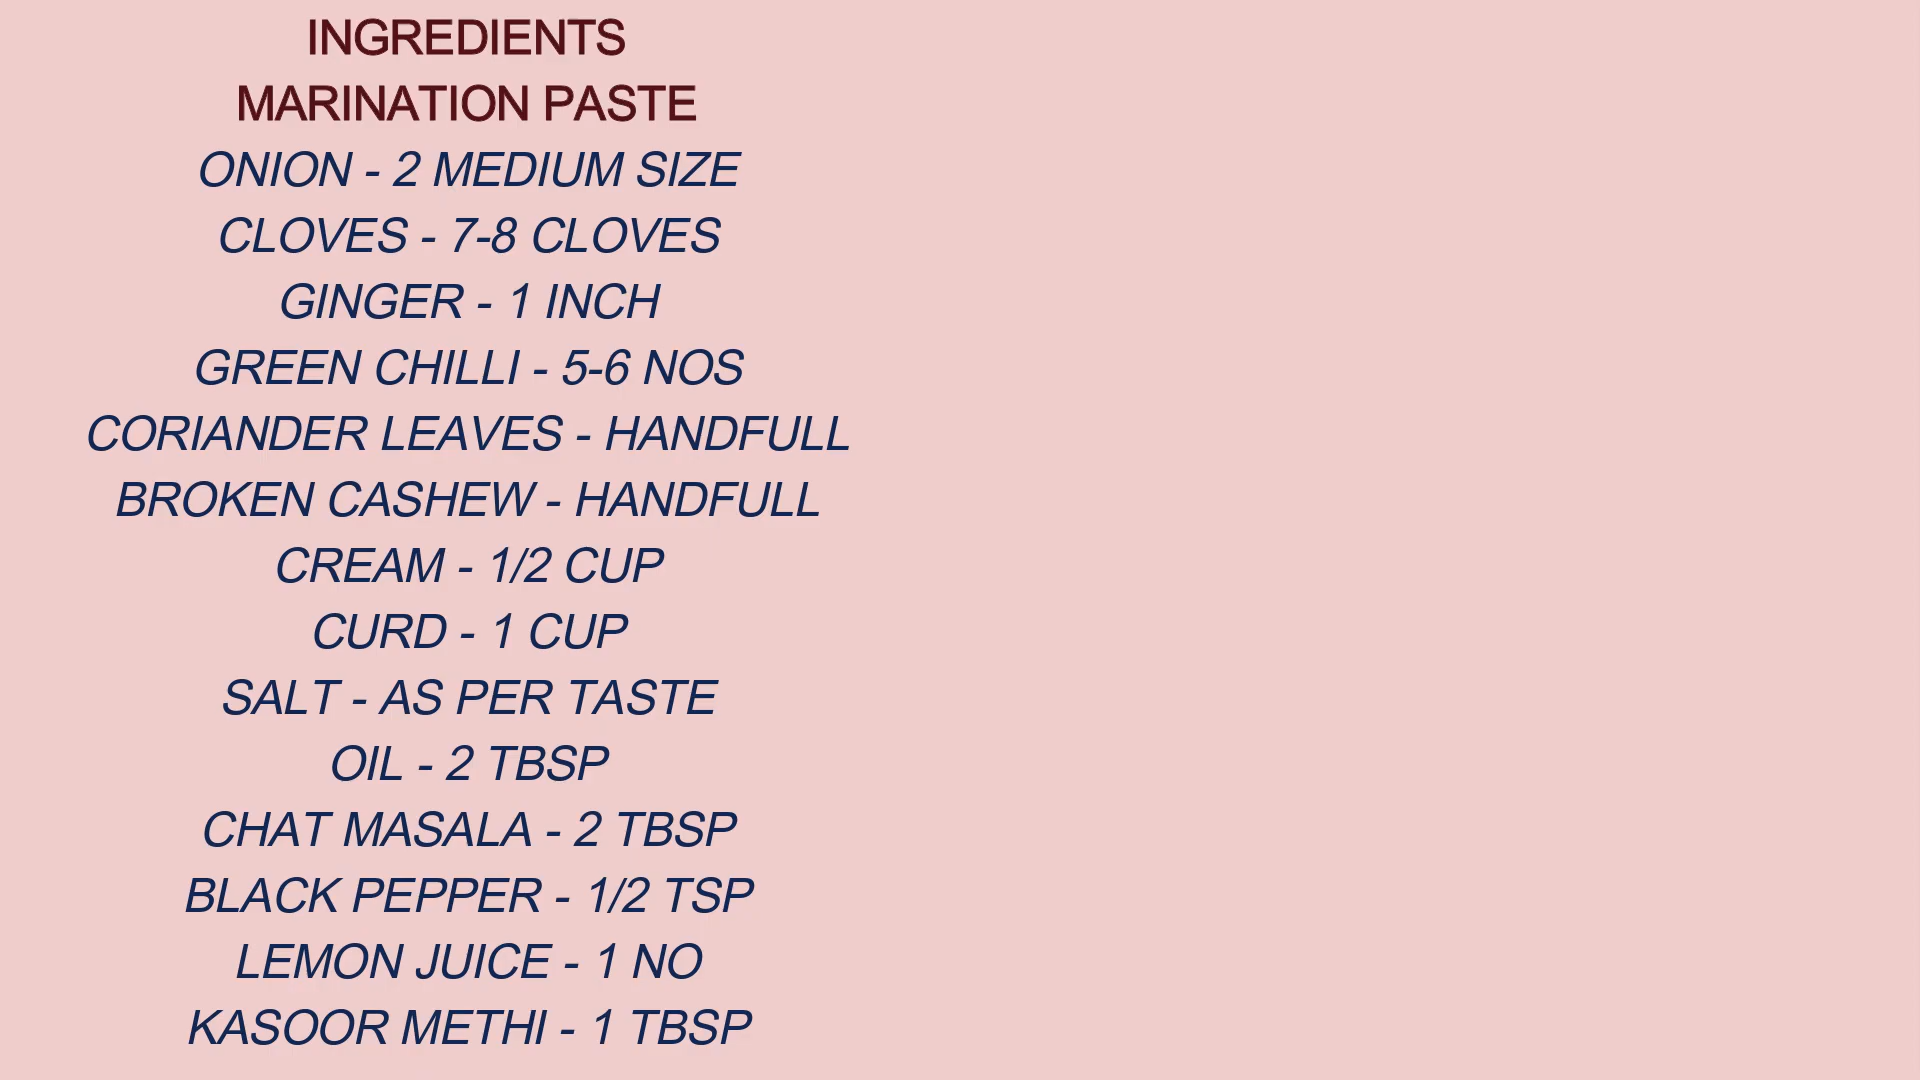 INGREDIENTS
MARINATION PASTE
ONION - 2 MEDIUM SIZE
CLOVES - 7-8 CLOVES
GINGER - 1 INCH
GREEN CHILLI - 5-6 NOS
CORIANDER LEAVES - HANDFULL
BROKEN CASHEW - HANDFULL
CREAM - 1/2 CUP
CURD - 1 CUP
SALT - AS PER TASTE
OIL - 2 TBSP
CHAT MASALA - 2 TBSP
BLACK PEPPER - 1/2 TSP
LEMON JUICE - 1 NO
KASOOR METHI - 1 TBSP